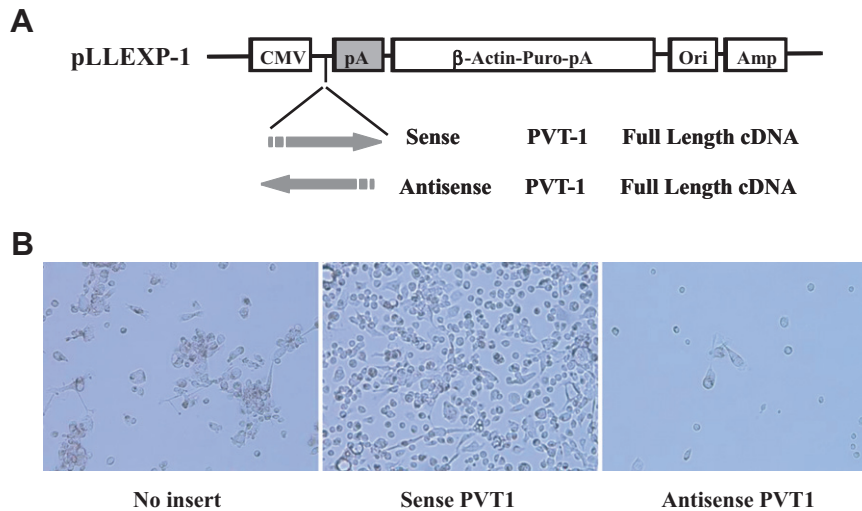 A
pLLEXP-1 CMV pA β-Actin-Puro-pA Ori Amp
Sense PVT-1 Full Length cDNA
Antisense PVT-1 Full Length cDNA
B
No insert Sense PVT1 Antisense PVT1